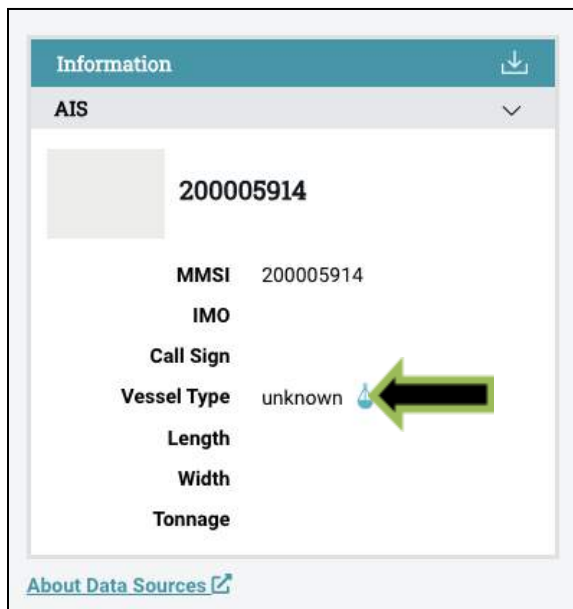 Information
AIS
200005914
MMSI 200005914
IMO
Call Sign
Vessel Type unknown
Length
Width
Tonnage
About Data Sources